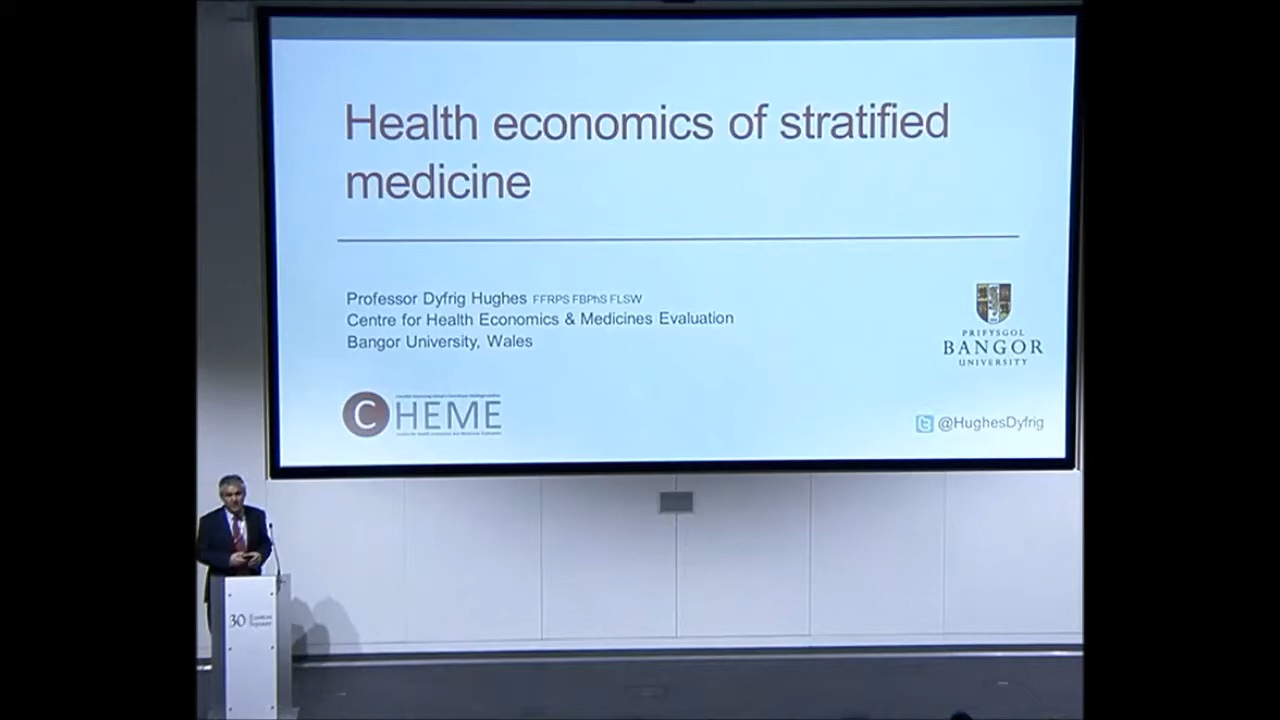 Health economics of stratified
medicine
Professor Dyfrig Hughes FFRPS FBPhS FLSW
Centre for Health Economics & Medicines Evaluation
Bangor University, Wales
PRIFYSGOL
BANGOR
UNIVERSITY
CHEME
@HughesDyfrig
30